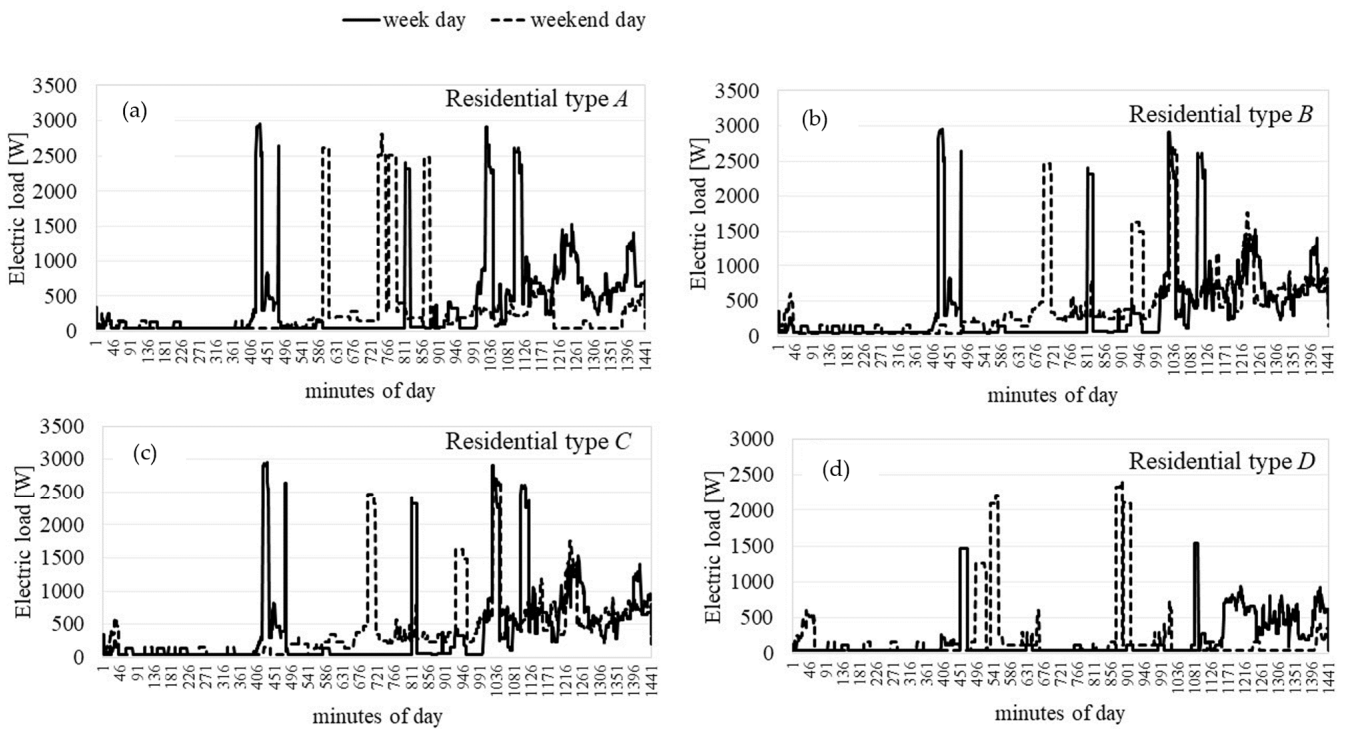 week day weekend day
(a) Residential type A
Electric load [W]
3500
3000
2500
2000
1500
1000
500
0
1 46 91 136 181 226 271 316 361 406 451 496 541 586 631 676 721 766 811 856 901 946 991 1036 1081 1126 1171 1216 1261 1306 1351 1396 1441
minutes of day
(b) Residential type B
Electric load [W]
3500
3000
2500
2000
1500
1000
500
0
1 46 91 136 181 226 271 316 361 406 451 496 541 586 631 676 721 766 811 856 901 946 991 1036 1081 1126 1171 1216 1261 1306 1351 1396 1441
minutes of day
(c) Residential type C
Electric load [W]
3500
3000
2500
2000
1500
1000
500
0
1 46 91 136 181 226 271 316 361 406 451 496 541 586 631 676 721 766 811 856 901 946 991 1036 1081 1126 1171 1216 1261 1306 1351 1396 1441
minutes of day
(d) Residential type D
Electric load [W]
3000
2500
2000
1500
1000
500
0
1 46 91 136 181 226 271 316 361 406 451 496 541 586 631 676 721 766 811 856 901 946 991 1036 1081 1126 1171 1216 1261 1306 1351 1396 1441
minutes of day